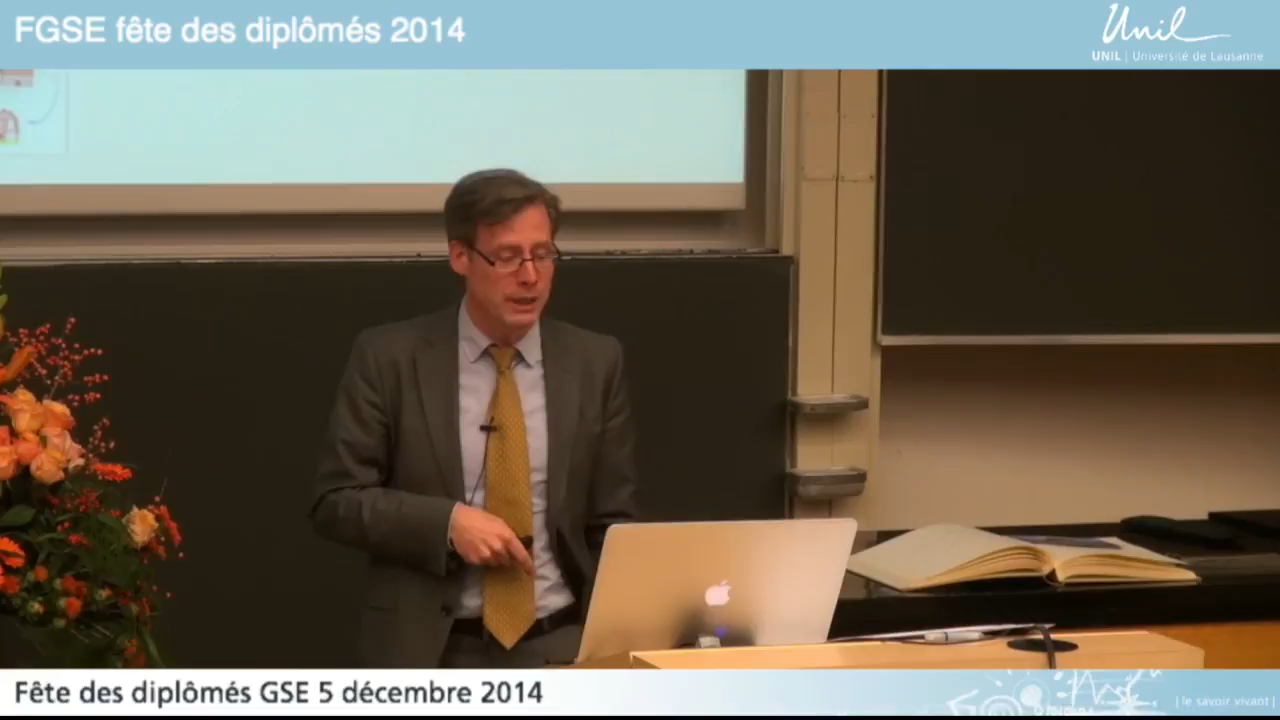 FGSE fête des diplômés 2014
Unil
UNIL | Université de Lausanne
Fête des diplômés GSE 5 décembre 2014
| le savoir vivant |